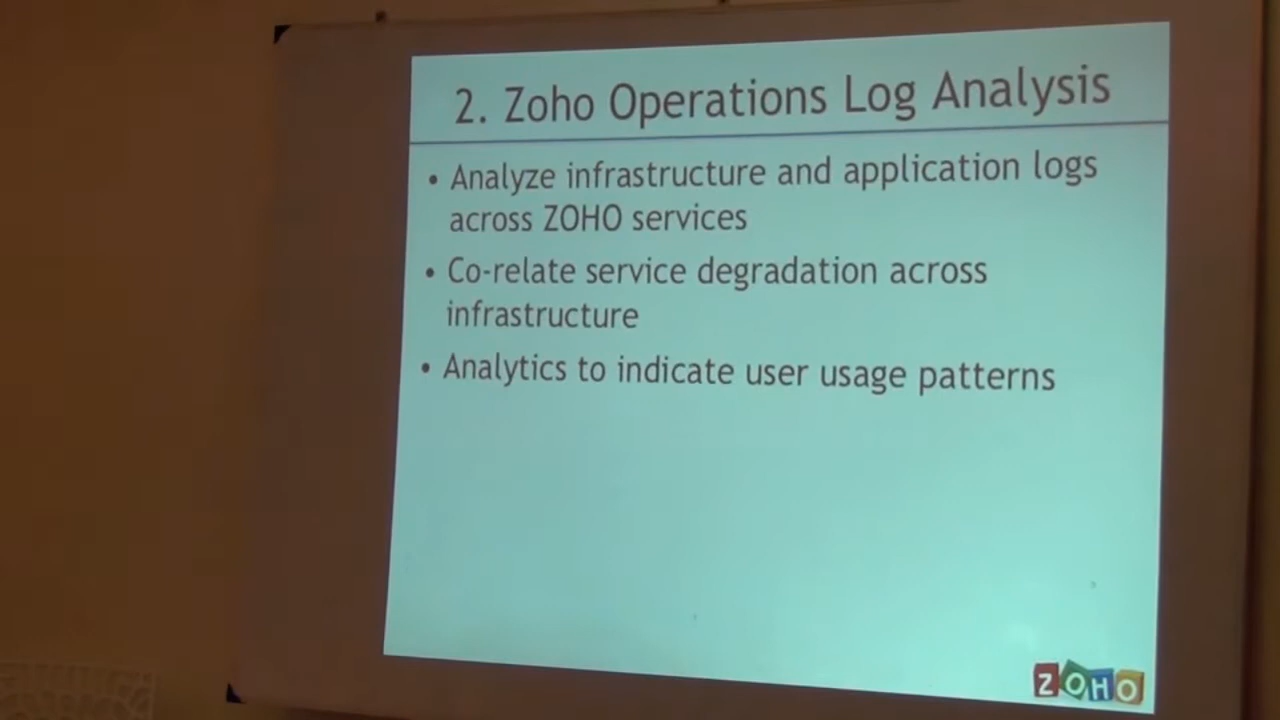 2. Zoho Operations Log Analysis
• Analyze infrastructure and application logs
across ZOHO services
• Co-relate service degradation across
infrastructure
• Analytics to indicate user usage patterns
ZOHO